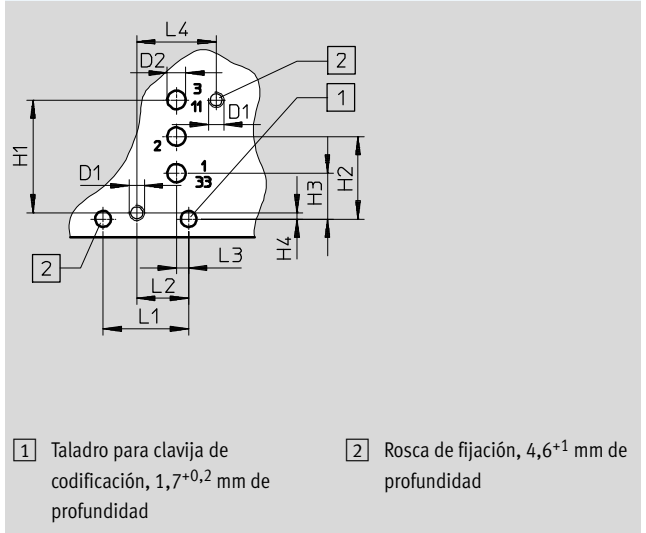 L4
D2
2
3
11
1
D1
2
1
33
H1
D1
H2
H3
H4
2
L3
L2
L1
1 Taladro para clavija de
codificación, 1,7+0,2 mm de
profundidad
2 Rosca de fijación, 4,6+1 mm de
profundidad